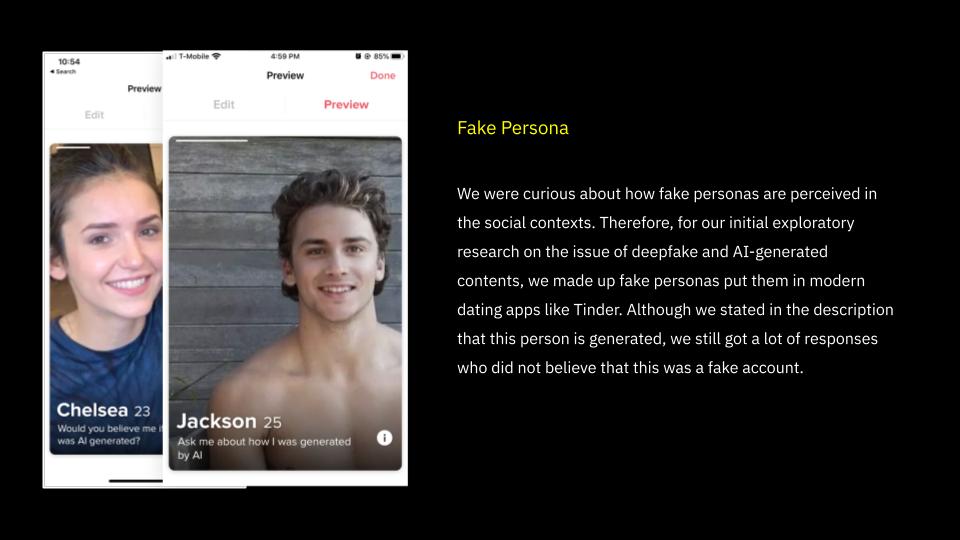 10:54
Search
Preview
Edit
Chelsea 23
Would you believe me if
was AI generated?
T-Mobile
4:59 PM
85%
Preview
Done
Edit
Preview
Jackson 25
Ask me about how I was generated
by AI
Fake Persona
We were curious about how fake personas are perceived in
the social contexts. Therefore, for our initial exploratory
research on the issue of deepfake and AI-generated
contents, we made up fake personas put them in modern
dating apps like Tinder. Although we stated in the description
that this person is generated, we still got a lot of responses
who did not believe that this was a fake account.